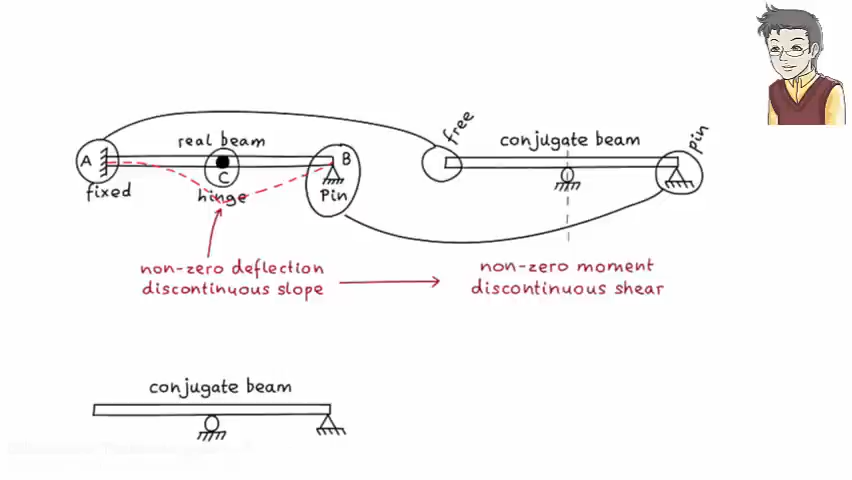 real beam
A
C
B
fixed
hinge
Pin
free
conjugate beam
pin
non-zero deflection
discontinuous slope
non-zero moment
discontinuous shear
conjugate beam